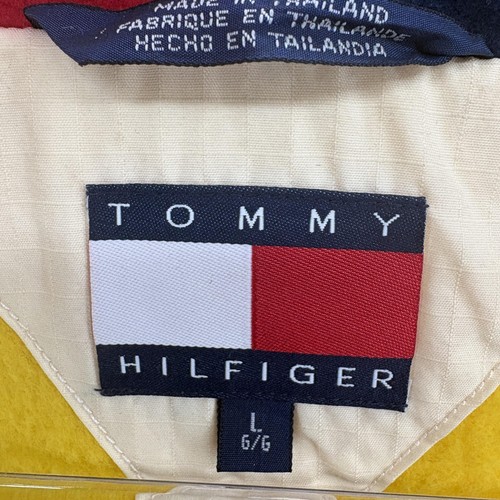 MADE IN THAILAND
FABRIQUE EN THAILANDE
HECHO EN TAILANDIA
TOMMY
HILFIGER
L
G/G